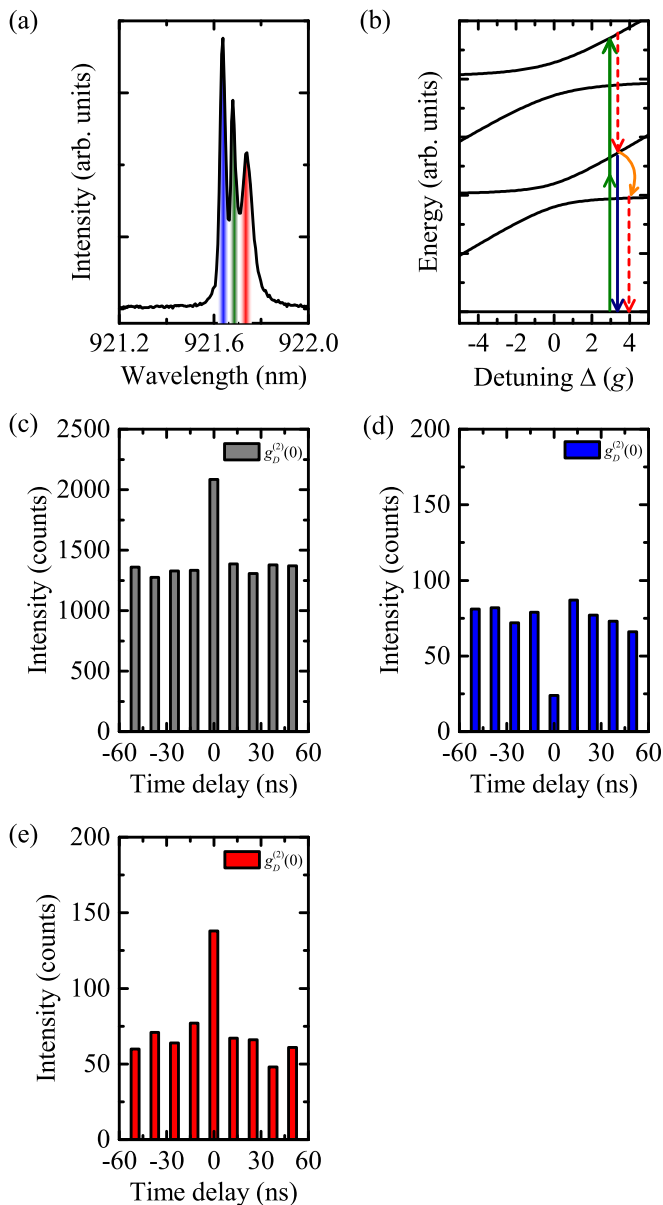 (a)
Intensity (arb. units)
921.2 921.6 922.0
Wavelength (nm)
(b)
Energy (arb. units)
-4 -2 0 2 4
Detuning Δ (g)
(c)
2500
2000
1500
1000
500
0
Intensity (counts)
g_D^(2)(0)
-60 -30 0 30 60
Time delay (ns)
(d)
200
150
100
50
0
Intensity (counts)
g_D^(2)(0)
-60 -30 0 30 60
Time delay (ns)
(e)
200
150
100
50
0
Intensity (counts)
g_D^(2)(0)
-60 -30 0 30 60
Time delay (ns)